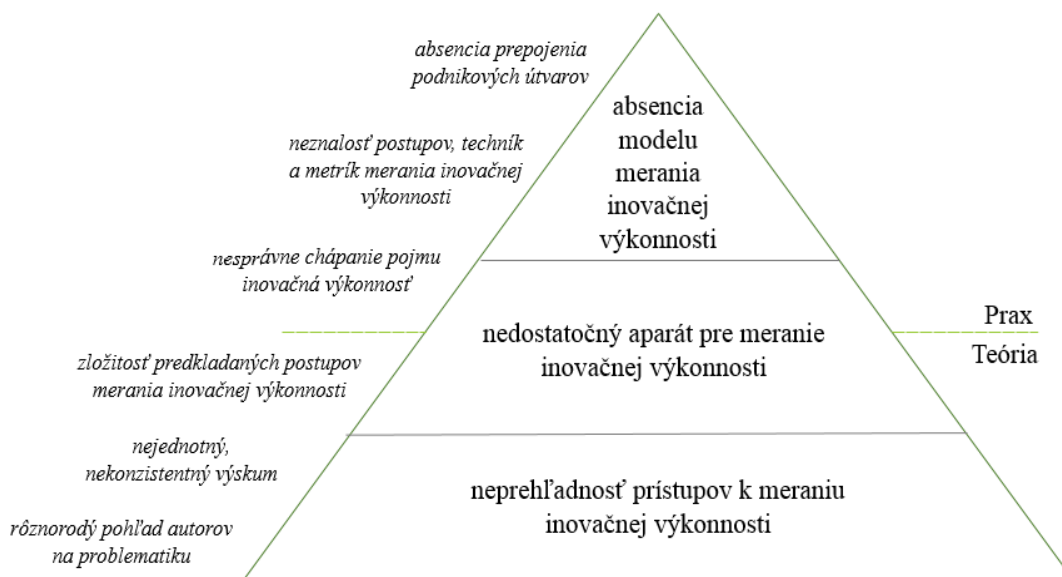 absencia prepojenia
podnikových útvarov
neznalosť postupov, techník
a metrík merania inovačnej
výkonnosti
nesprávne chápanie pojmu
inovačná výkonnosť
zložitosť predkladaných postupov
merania inovačnej výkonnosti
nejednotný,
nekonzistentný výskum
rôznorodý pohľad autorov
na problematiku
absencia
modelu
merania
inovačnej
výkonnosti
nedostatočný aparát pre meranie
inovačnej výkonnosti
neprehľadnosť prístupov k meraniu
inovačnej výkonnosti
Prax
Teória